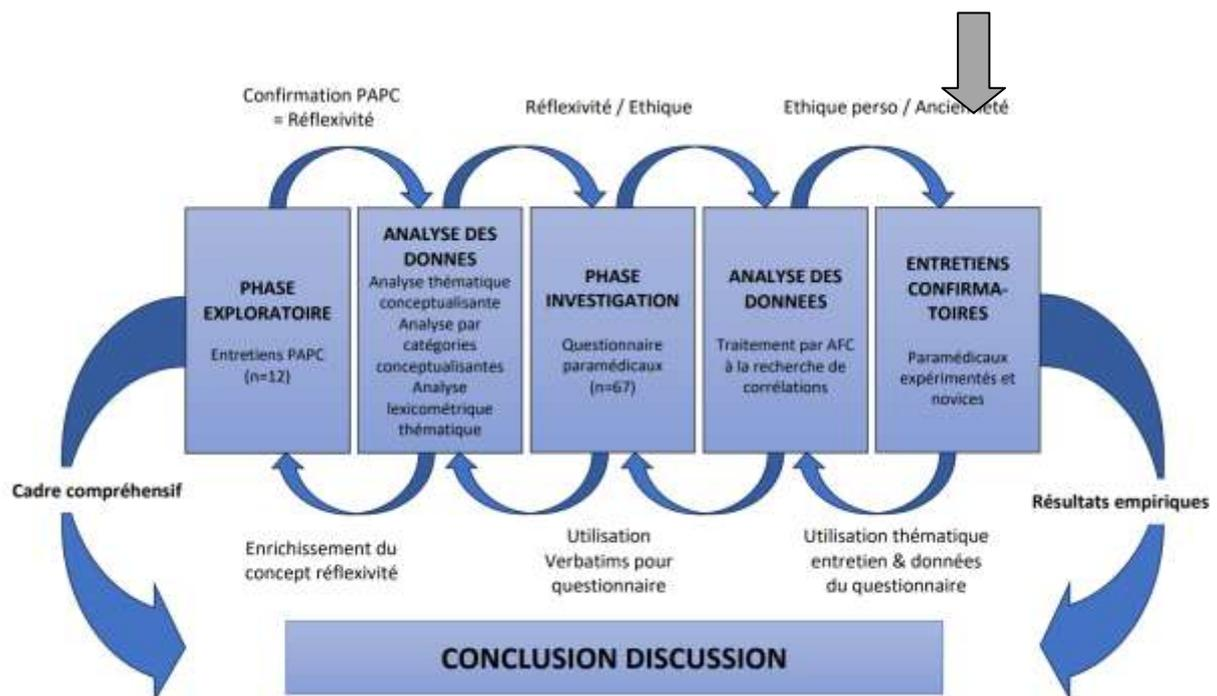 Confirmation PAPC
= Réflexivité
Réflexivité / Ethique
Ethique perso / Ancienneté
PHASE
EXPLORATOIRE
Entretiens PAPC
(n=12)
ANALYSE DES
DONNES
Analyse thématique
conceptualisante
Analyse par
catégories
conceptualisantes
Analyse
lexicométrique
thématique
PHASE
INVESTIGATION
Questionnaire
paramédicaux
(n=67)
ANALYSE DES
DONNEES
Traitement par AFC
à la recherche de
corrélations
ENTRETIENS
CONFIRMA-
TOIRES
Paramédicaux
expérimentés et
novices
Cadre compréhensif
Résultats empiriques
Enrichissement du
concept réflexivité
Utilisation
Verbatims pour
questionnaire
Utilisation thématique
entretien & données
du questionnaire
CONCLUSION DISCUSSION